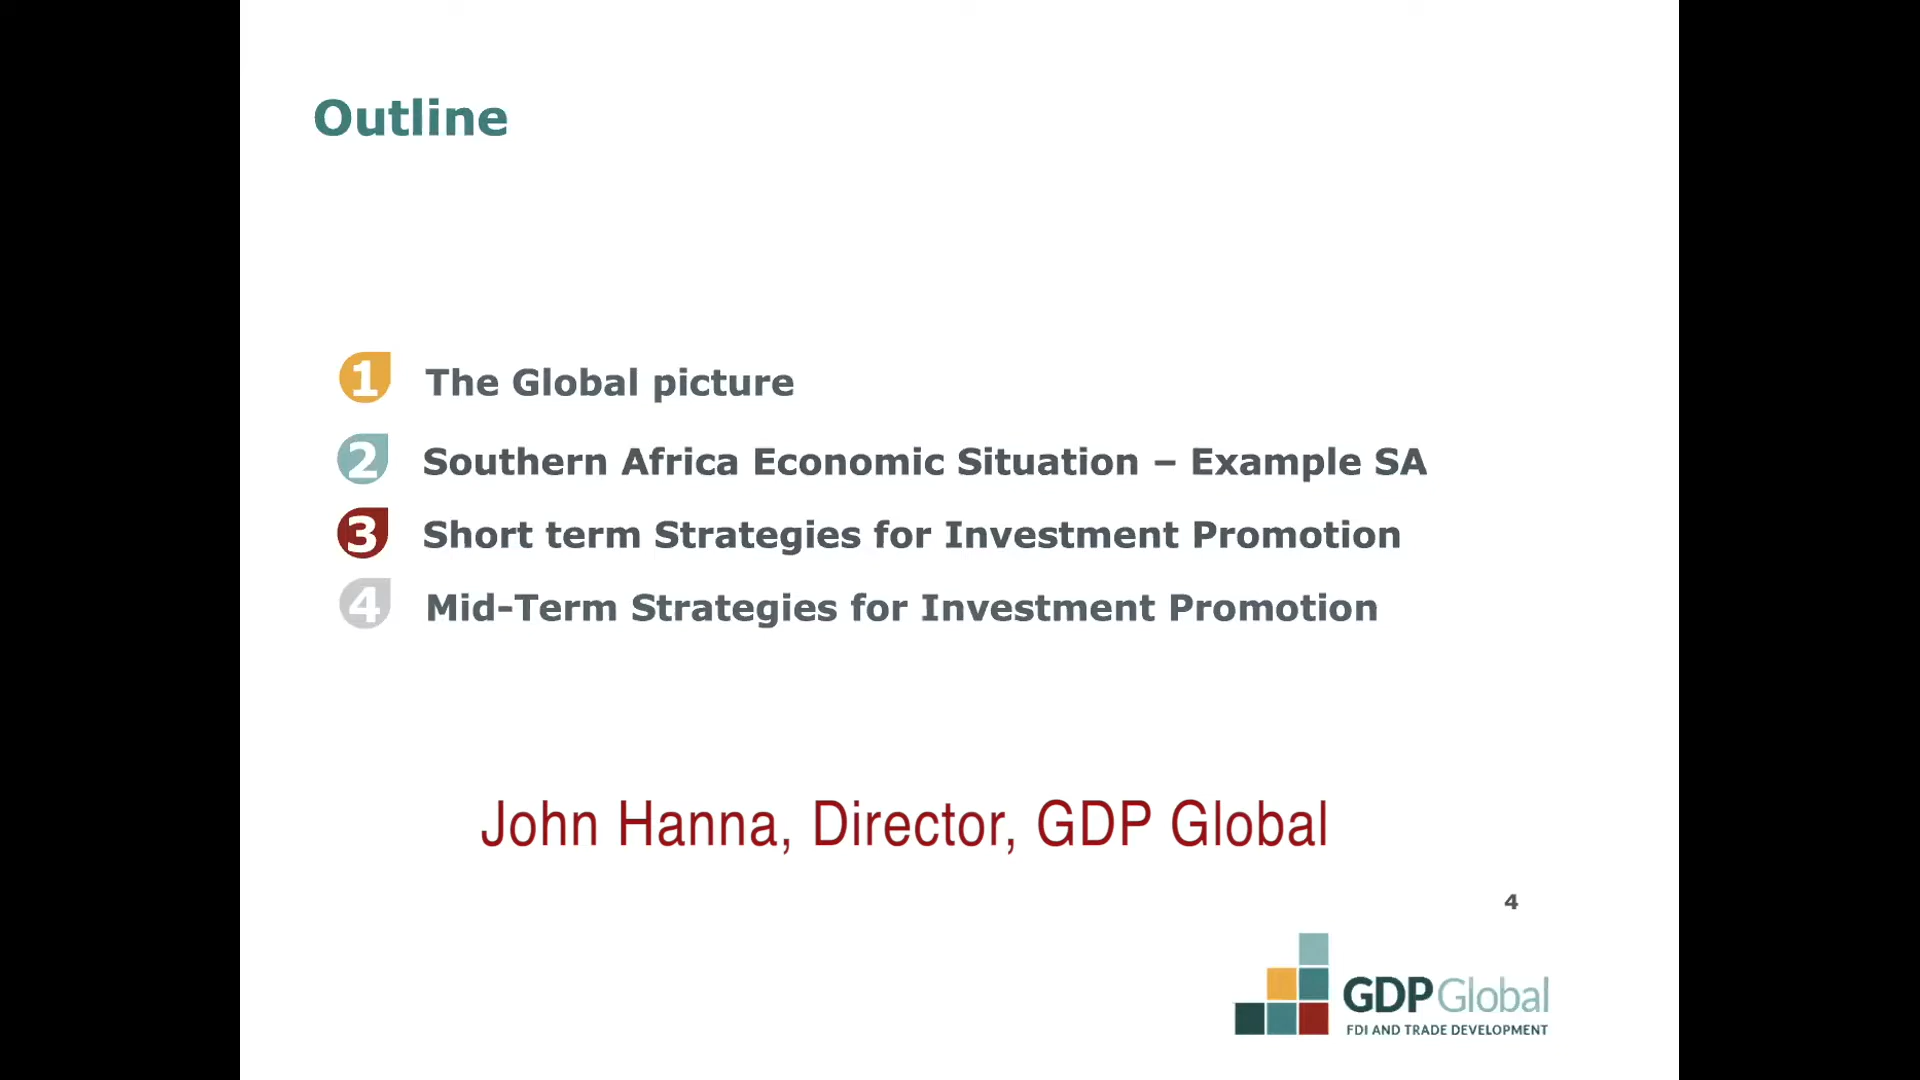 Outline
1 The Global picture
2 Southern Africa Economic Situation – Example SA
3 Short term Strategies for Investment Promotion
4 Mid-Term Strategies for Investment Promotion
John Hanna, Director, GDP Global
4
GDP Global
FDI AND TRADE DEVELOPMENT